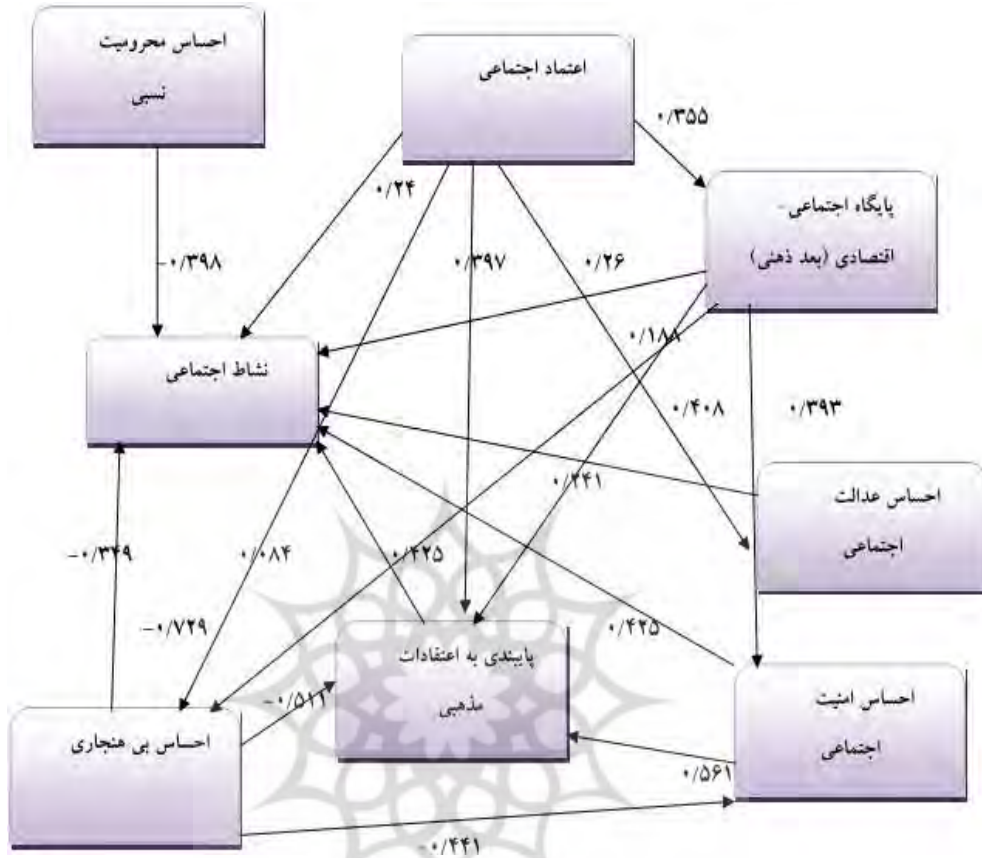 احساس محرومیت
نسبی
اعتماد اجتماعی
۰/۳۵۵
پایگاه اجتماعی-
اقتصادی (بعد ذهنی)
۰/۲۴
-۰/۳۹۸
۰/۳۹۷
۰/۲۶
۰/۱۸۸
نشاط اجتماعی
۰/۴۰۸
۰/۳۹۳
۰/۲۴۱
احساس عدالت
اجتماعی
-۰/۳۴۹
۰/۰۸۴
۰/۴۲۵
-۰/۷۲۹
۰/۴۲۵
پایبندی به اعتقادات
مذهبی
احساس امنیت
اجتماعی
-۰/۵۱۱
احساس بی هنجاری
۰/۵۶۱
-۰/۴۴۱